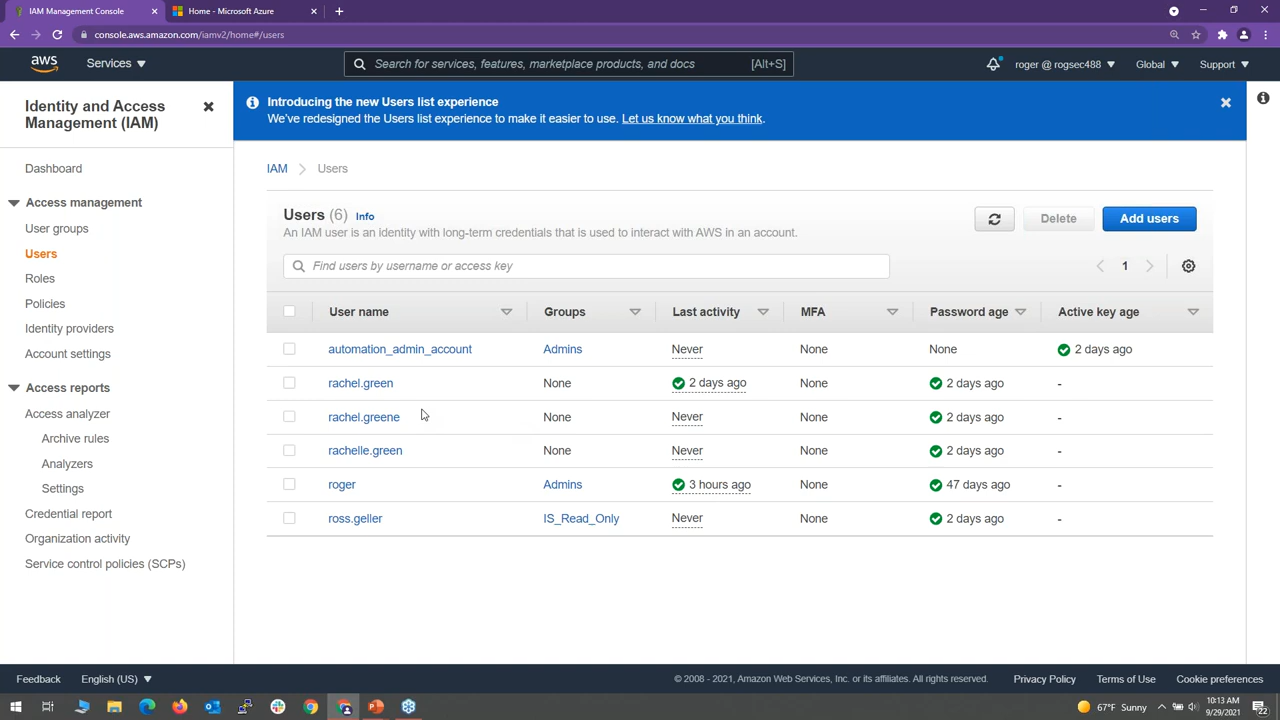 IAM Management Console
Home - Microsoft Azure
console.aws.amazon.com/iamv2/home#/users
aws
Services
Search for services, features, marketplace products, and docs [Alt+S]
roger @ rogsec488
Global
Support
Identity and Access Management (IAM)
Dashboard
Access management
User groups
Users
Roles
Policies
Identity providers
Account settings
Access reports
Access analyzer
Archive rules
Analyzers
Settings
Credential report
Organization activity
Service control policies (SCPs)
Introducing the new Users list experience
We've redesigned the Users list experience to make it easier to use. Let us know what you think.
IAM > Users
Users (6) Info
An IAM user is an identity with long-term credentials that is used to interact with AWS in an account.
Delete
Add users
Find users by username or access key
1
User name Groups Last activity MFA Password age Active key age
automation_admin_account Admins Never None None 2 days ago
rachel.green None 2 days ago None 2 days ago -
rachel.greene None Never None 2 days ago -
rachelle.green None Never None 2 days ago -
roger Admins 3 hours ago None 47 days ago -
ross.geller IS_Read_Only Never None 2 days ago -
Feedback English (US) © 2008 - 2021, Amazon Web Services, Inc. or its affiliates. All rights reserved. Privacy Policy Terms of Use Cookie preferences
67°F Sunny
10:13 AM
9/29/2021
22